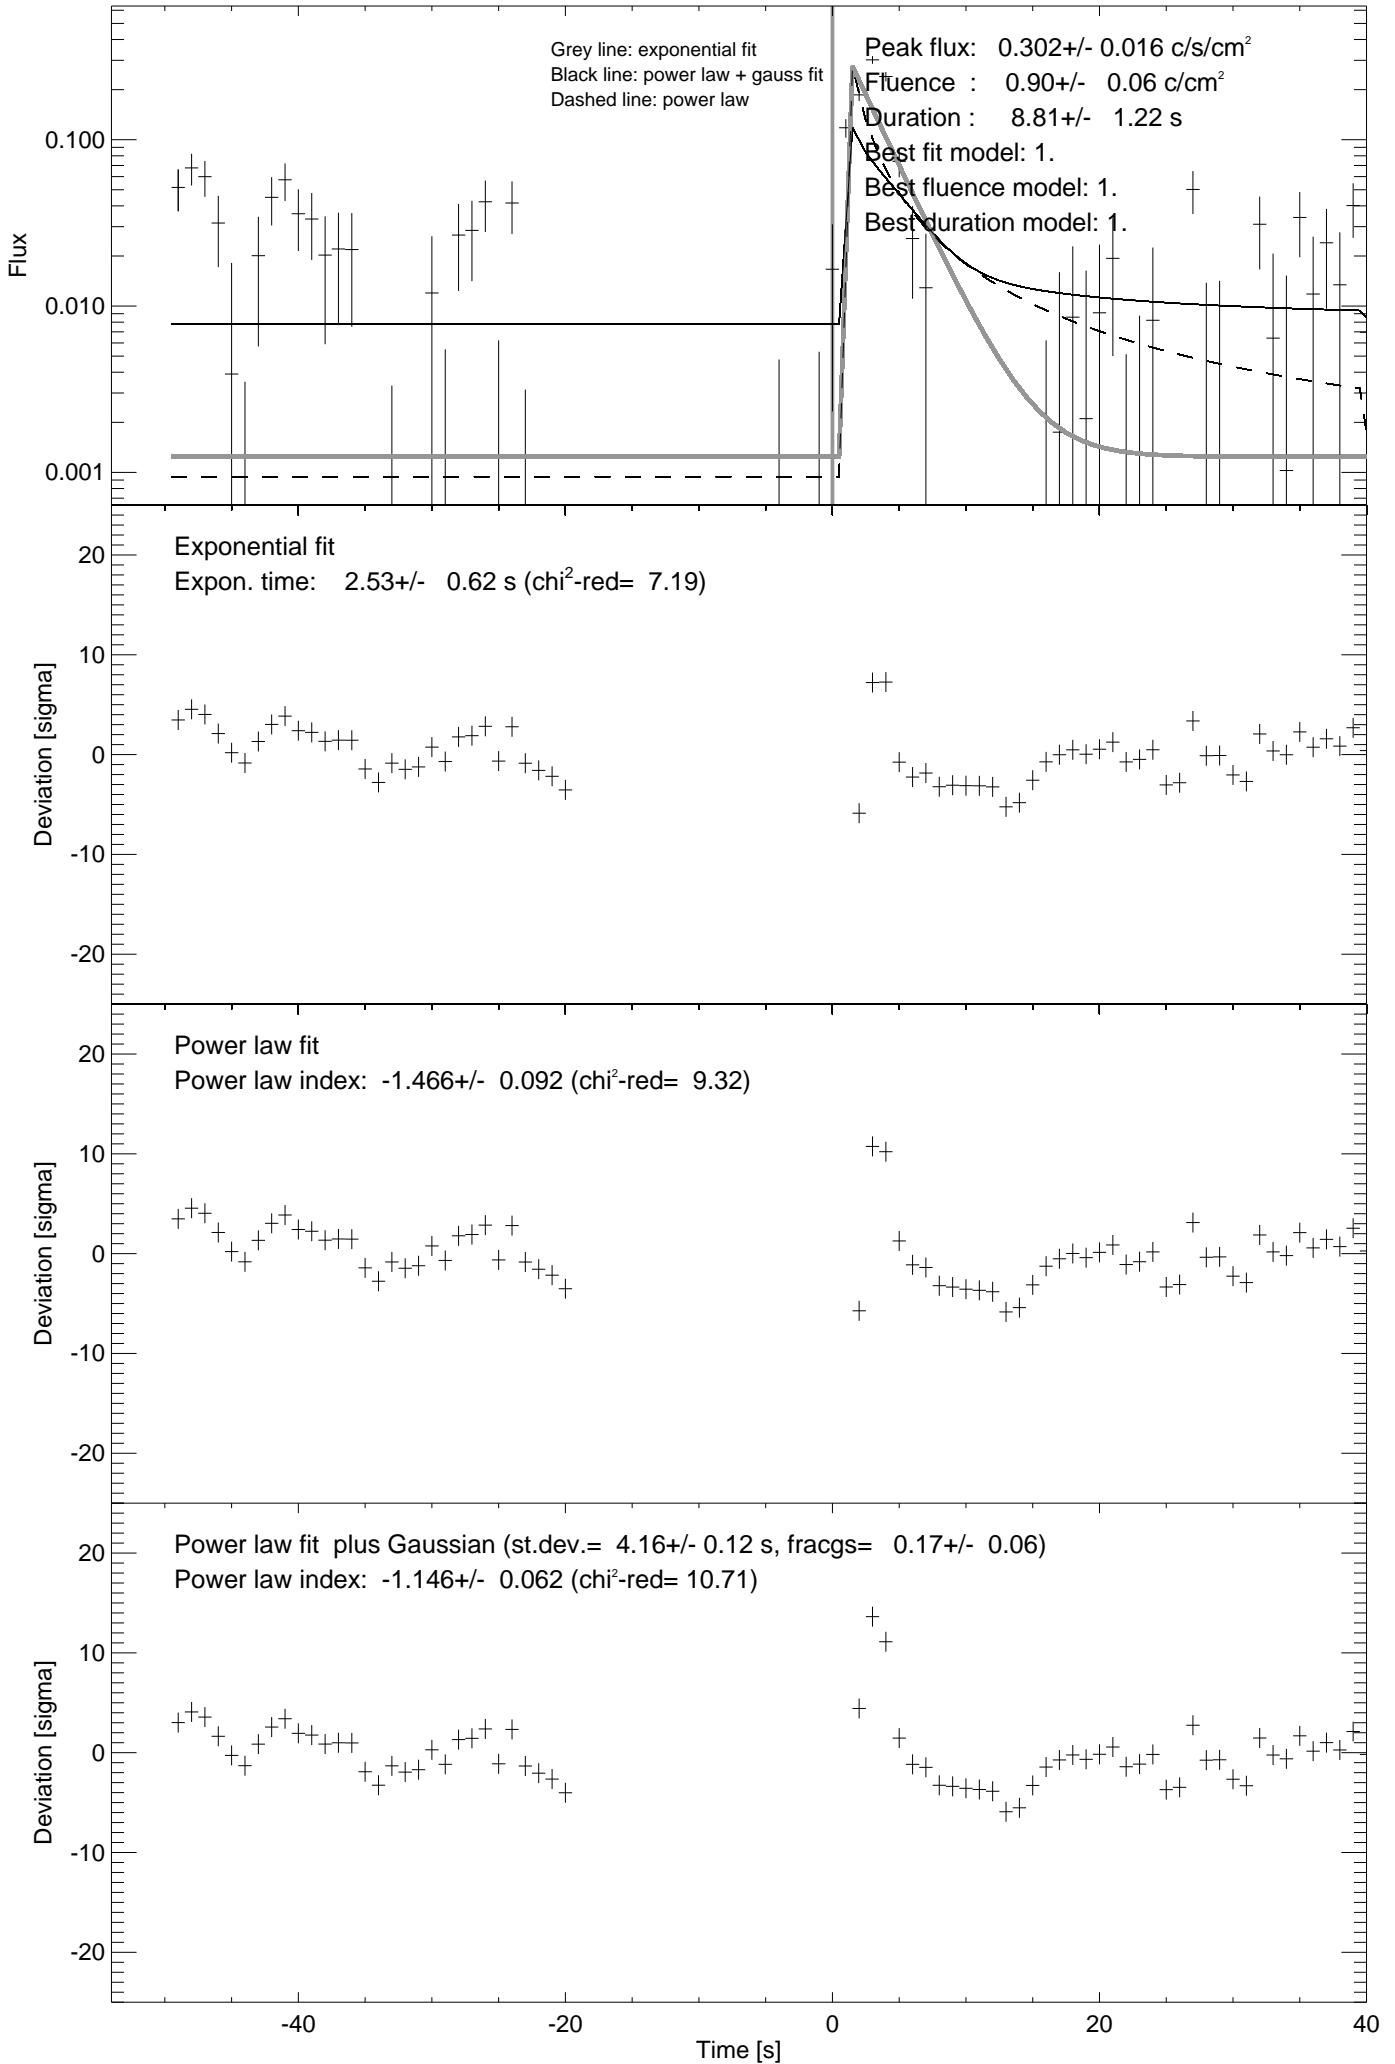 Grey line: exponential fit
Black line: power law + gauss fit
Dashed line: power law
Peak flux: 0.302+/- 0.016 c/s/cm²
Fluence : 0.90+/- 0.06 c/cm²
Duration : 8.81+/- 1.22 s
Best fit model: 1.
Best fluence model: 1.
Best duration model: 1.
Flux
0.100
0.010
0.001
Exponential fit
Expon. time: 2.53+/- 0.62 s (chi²-red= 7.19)
Deviation [sigma]
20
10
0
-10
-20
Power law fit
Power law index: -1.466+/- 0.092 (chi²-red= 9.32)
Deviation [sigma]
20
10
0
-10
-20
Power law fit plus Gaussian (st.dev.= 4.16+/- 0.12 s, fracgs= 0.17+/- 0.06)
Power law index: -1.146+/- 0.062 (chi²-red= 10.71)
Deviation [sigma]
20
10
0
-10
-20
-40 -20 0 20 40
Time [s]